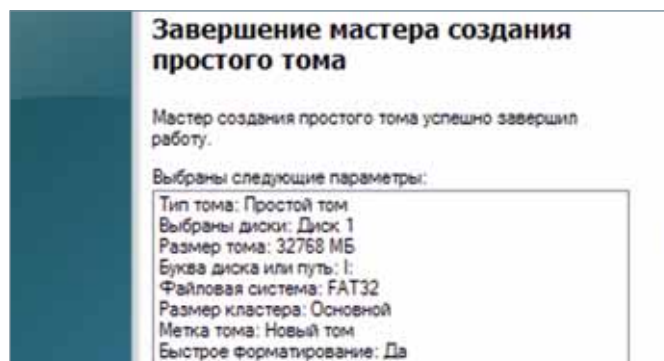 Завершение мастера создания
простого тома
Мастер создания простого тома успешно завершил
работу.
Выбраны следующие параметры:
Тип тома: Простой том
Выбраны диски: Диск 1
Размер тома: 32768 МБ
Буква диска или путь: I:
Файловая система: FAT32
Размер кластера: Основной
Метка тома: Новый том
Быстрое форматирование: Да